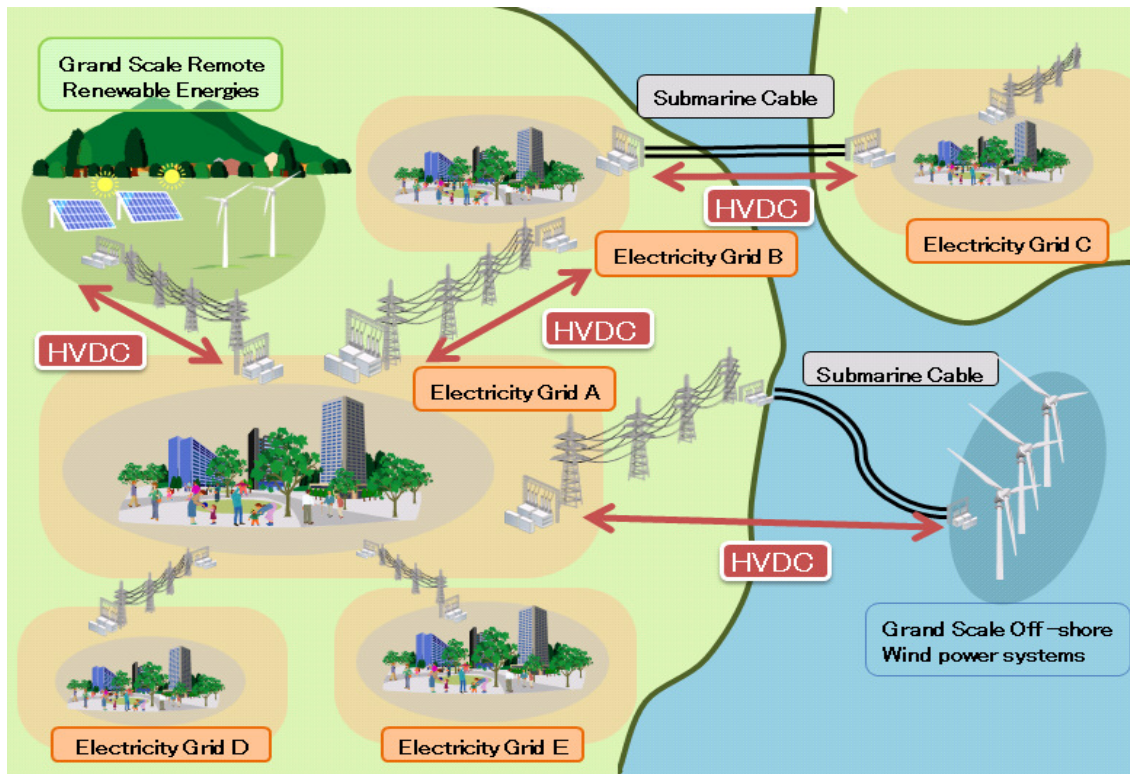 Grand Scale Remote
Renewable Energies
Submarine Cable
HVDC
Electricity Grid C
Electricity Grid B
HVDC
HVDC
Electricity Grid A
Submarine Cable
HVDC
Grand Scale Off-shore
Wind power systems
Electricity Grid D
Electricity Grid E